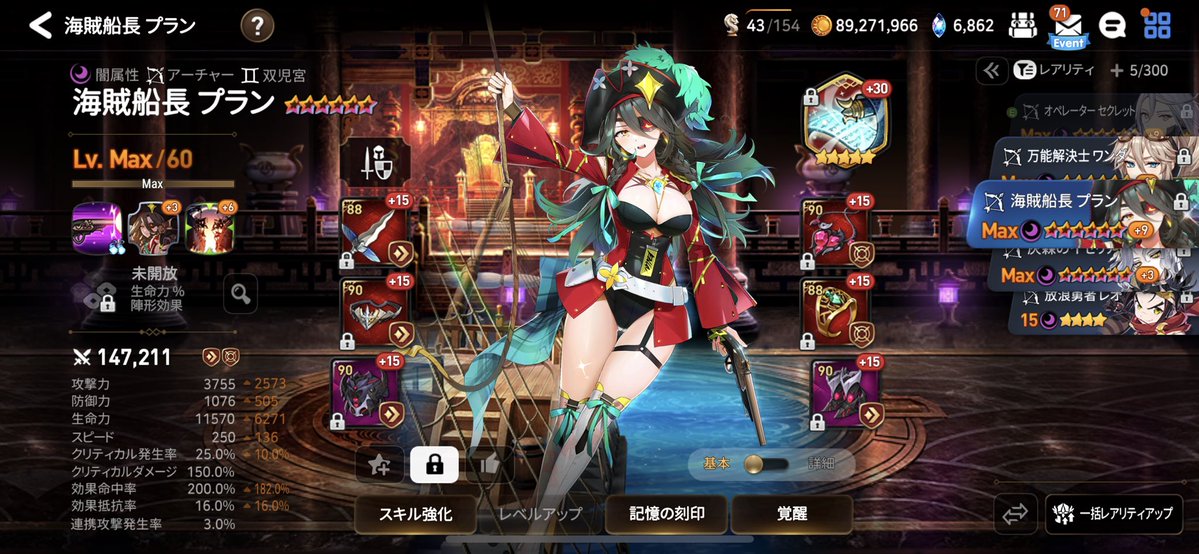 海賊船長 プラン
?
43/154
89,271,966
6,862
71
Event
闇属性 アーチャー 双児宮
海賊船長 プラン
Lv. Max/60
Max
+3
+6
未開放
生命力%
陣形効果
147,211
攻撃力 3755 2573
防御力 1076 505
生命力 11570 6271
スピード 250 136
クリティカル発生率 25.0% 10.0%
クリティカルダメージ 150.0%
効果命中率 200.0% 182.0%
効果抵抗率 16.0% 16.0%
連携攻撃発生率 3.0%
88 +15
90 +15
90 +15
+30
90 +15
90 +15
90 +15
基本 詳細
スキル強化
レベルアップ
記憶の刻印
覚醒
レアリティ
5/300
オペレーター セクレット
Max
万能解決士 ワンダ
海賊船長 プラン
Max +9
Max +3
放浪勇者 レオ
15
一括レアリティアップ